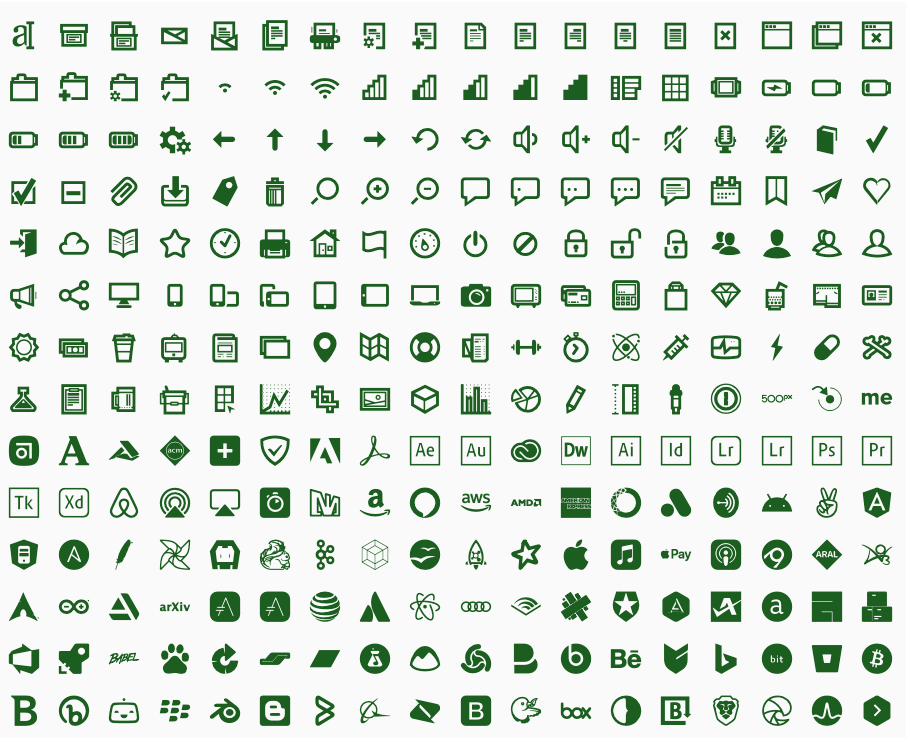 a
500px
me
a
A
acm
Ae
Au
Dw
Ai
Id
Lr
Lr
Ps
Pr
Tk
Xd
a
aws
AMD
AMERICAN
EXPRESS
A
A
Pay
ARAL
arXiv
A
a
BABEL
B
b
Bē
b
bit
B
B
b
B
B
box
B